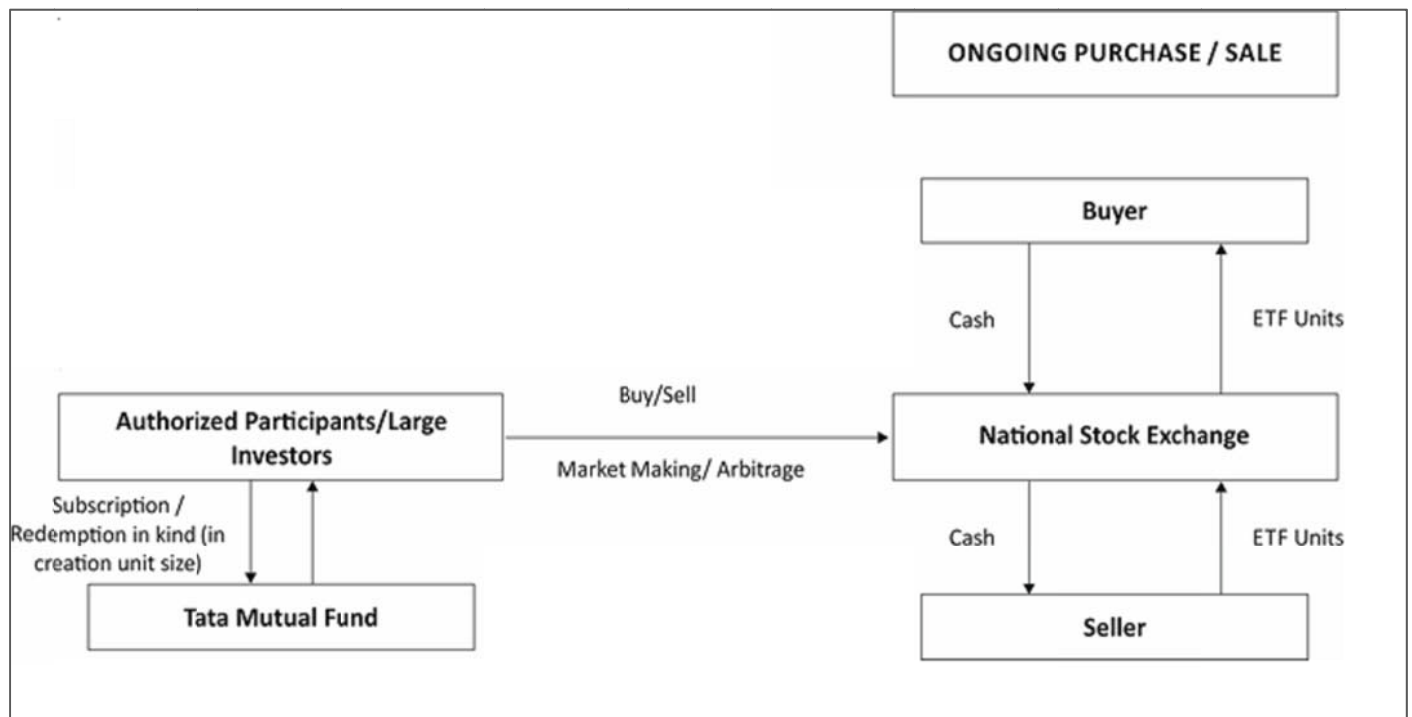 ONGOING PURCHASE / SALE
Buyer
Cash
ETF Units
Authorized Participants/Large
Investors
Buy/Sell
Market Making/ Arbitrage
National Stock Exchange
Subscription /
Redemption in kind (in
creation unit size)
Cash
ETF Units
Tata Mutual Fund
Seller